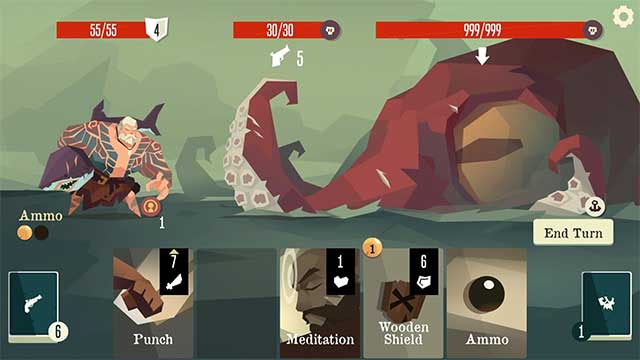 55/55
4
30/30
999/999
5
1
Ammo
End Turn
7
1
1
6
Punch
Meditation
Wooden
Shield
Ammo
6
1